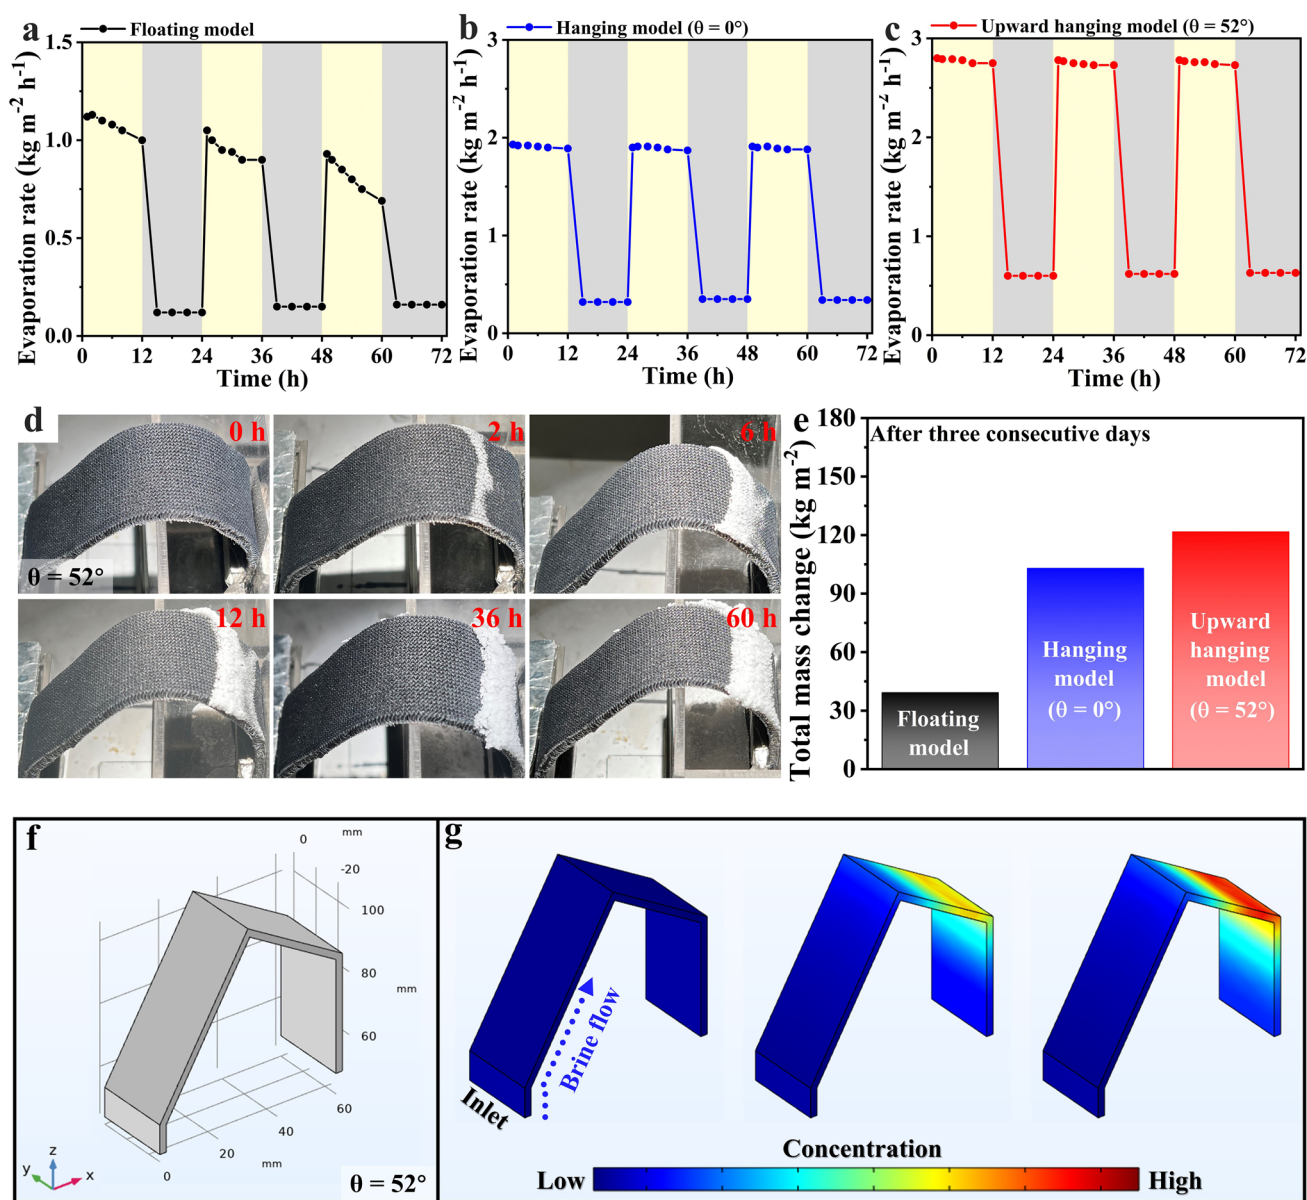 a
Floating model
Evaporation rate (kg m⁻² h⁻¹)
1.5
1.0
0.5
0.0
0 12 24 36 48 60 72
Time (h)
b
Hanging model (θ = 0°)
Evaporation rate (kg m⁻² h⁻¹)
3
2
1
0
0 12 24 36 48 60 72
Time (h)
c
Upward hanging model (θ = 52°)
Evaporation rate (kg m⁻² h⁻¹)
3
2
1
0
0 12 24 36 48 60 72
Time (h)
d
0 h
θ = 52°
2 h
6 h
12 h
36 h
60 h
e
After three consecutive days
Total mass change (kg m⁻²)
180
150
120
90
60
30
0
Floating
model
Hanging
model
(θ = 0°)
Upward
hanging
model
(θ = 52°)
f
0 mm
-20
100
80
mm
60
60
40
20 mm
0
z
y
x
θ = 52°
g
Brine flow
Inlet
Concentration
Low High